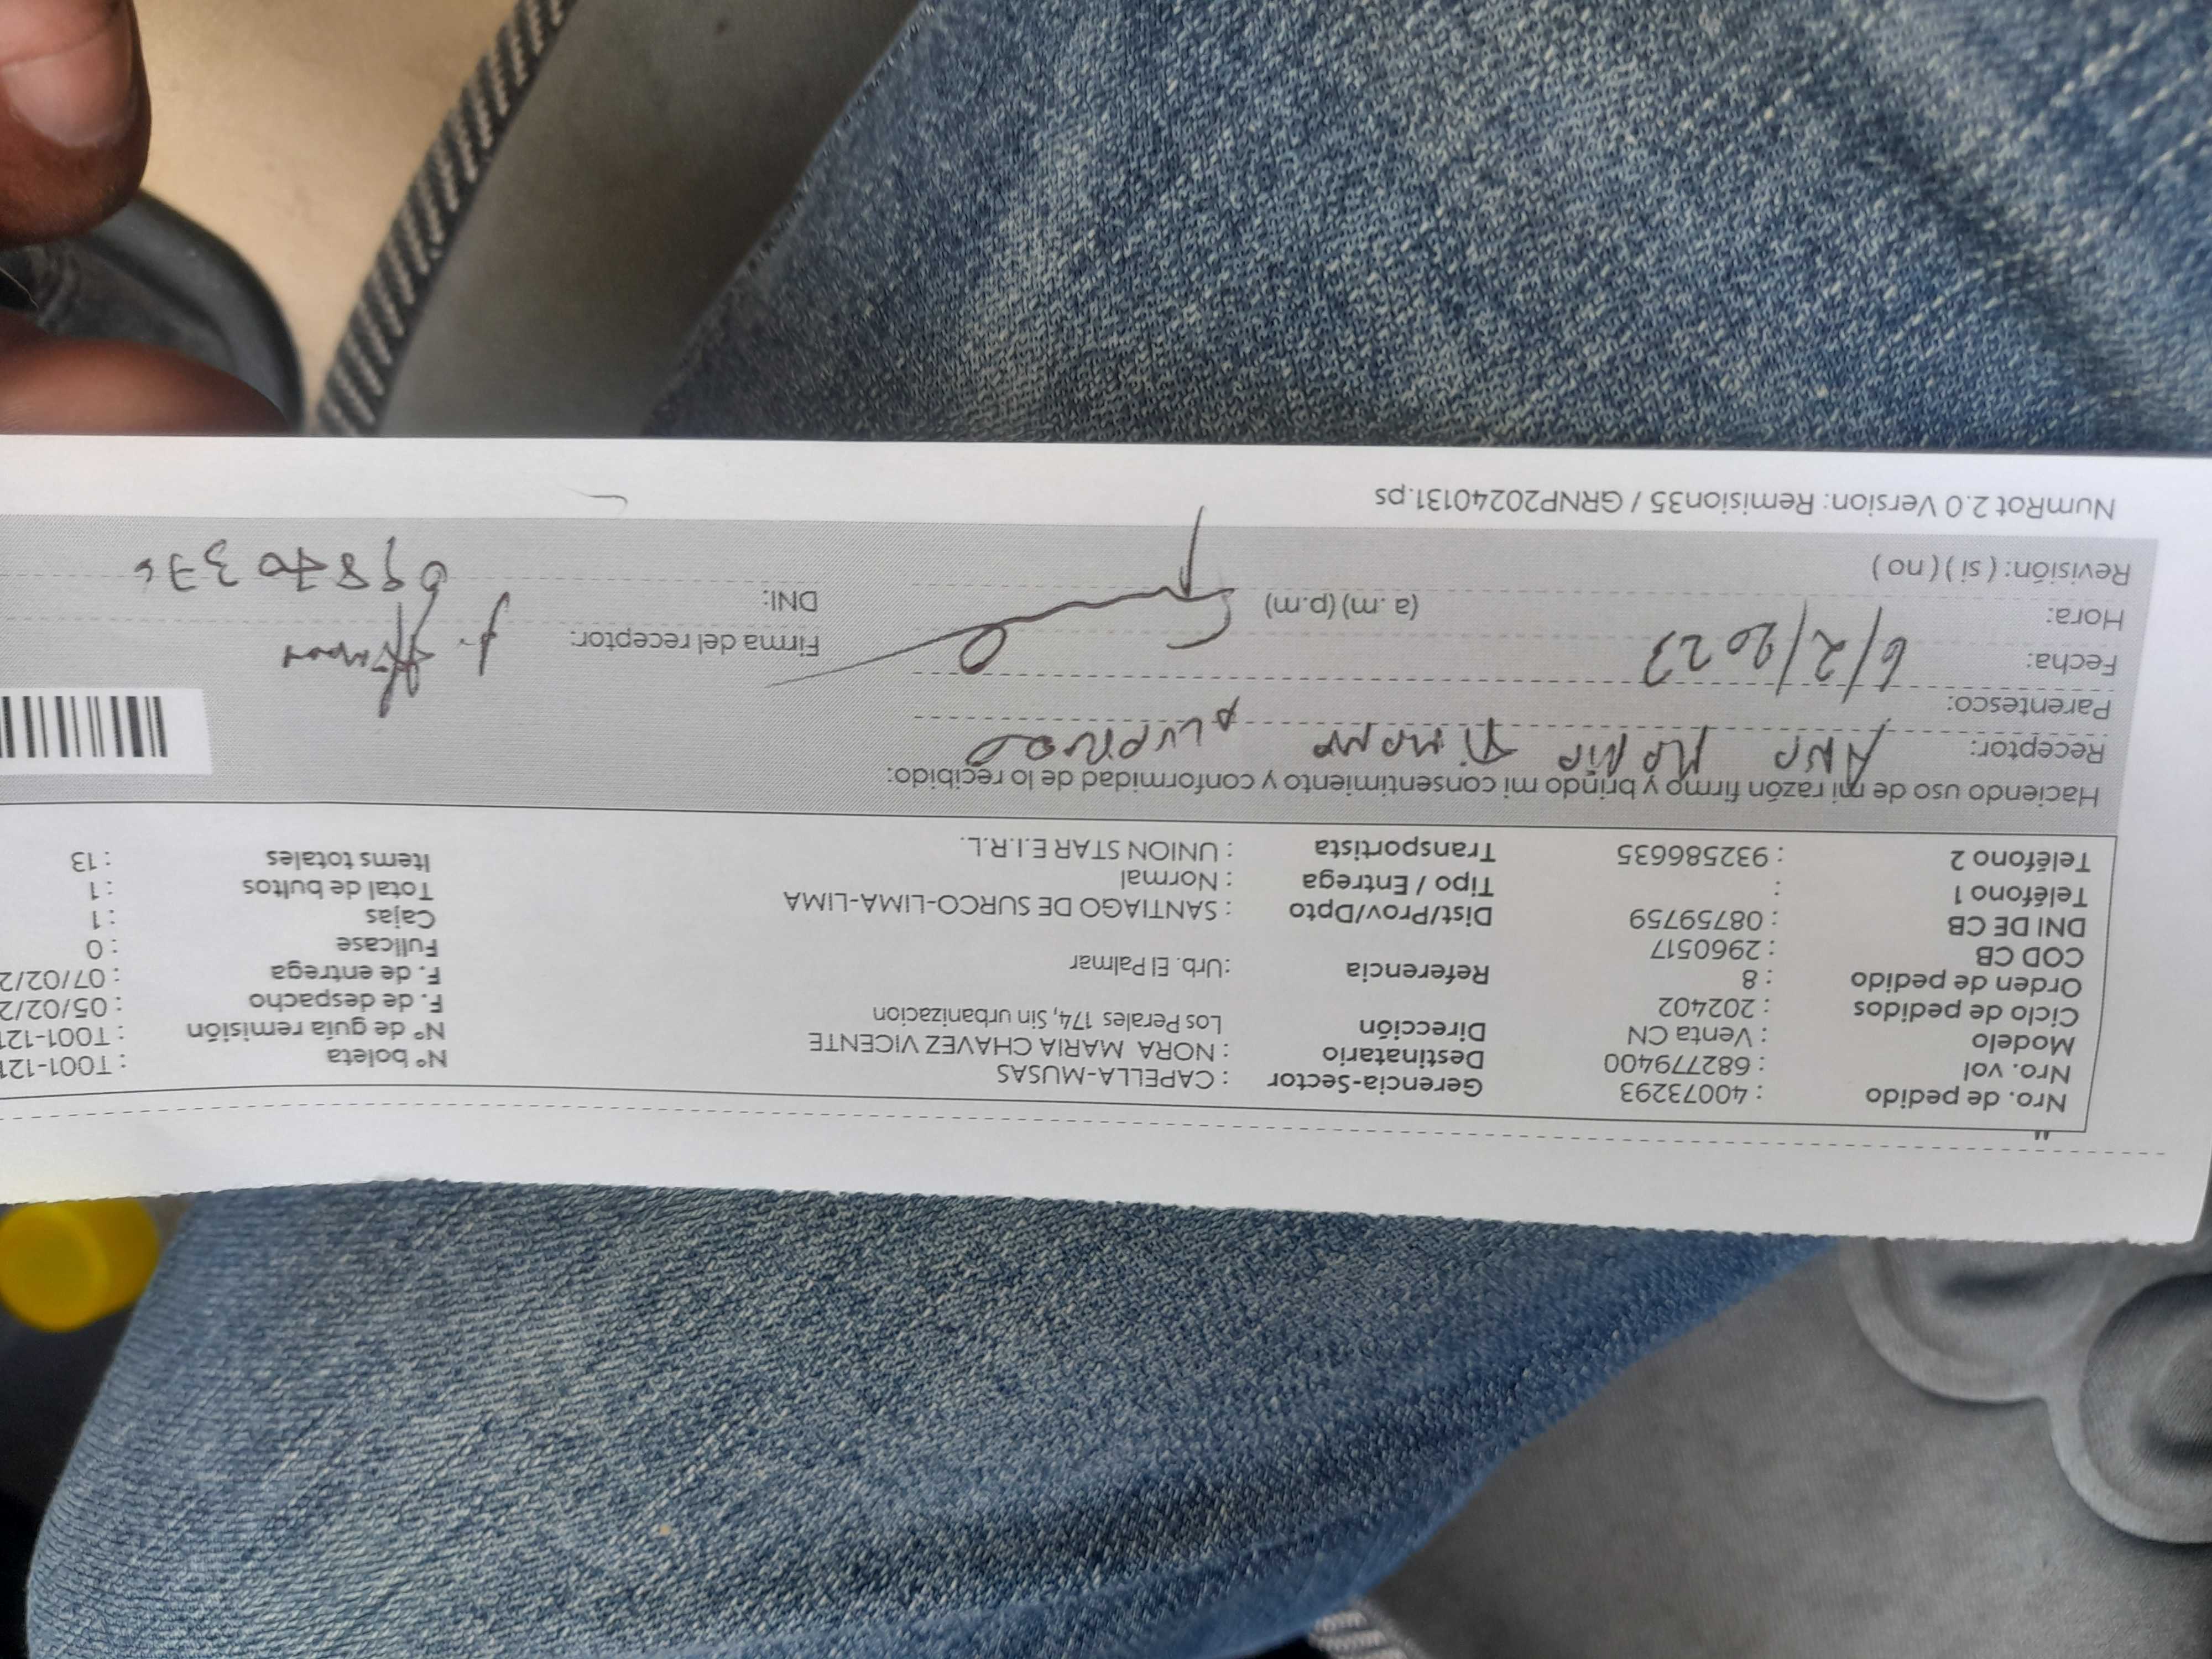 Nro. de pedido : 40073293 Gerencia-Sector : CAPELLA-MUSAS Nº boleta : T001-121
Nro. vol : 682779400 Destinatario : NORA MARIA CHAVEZ VICENTE Nº de guía remisión : T001-121
Modelo : Venta CN Dirección Los Perales 174, Sin urbanizacion F. de despacho : 05/02/2
Ciclo de pedidos : 202402 F. de entrega : 07/02/2
Orden de pedido : 8 Referencia :Urb. El Palmar Fullcase : 0
COD CB : 2960517 Cajas : 1
DNI DE CB : 08759759 Dist/Prov/Dpto : SANTIAGO DE SURCO-LIMA-LIMA Total de bultos : 1
Teléfono 1 : Tipo / Entrega : Normal Items totales : 13
Teléfono 2 : 932586635 Transportista : UNION STAR E.I.R.L.
Haciendo uso de mi razón firmo y brindo mi consentimiento y conformidad de lo recibido:
Receptor: ANA MARIA
Parentesco:
Fecha: 6/2/2023 Firma del receptor:
Hora: (a.m) (p.m) DNI:
Revisión: ( si ) ( no )
NumRot 2.0 Version: Remision35 / GRNP20240131.ps